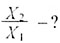 X₂/X₁ – ?